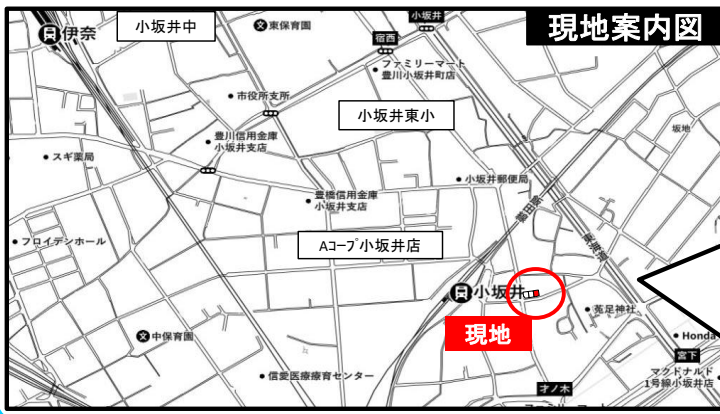 現地案内図
伊奈
小坂井中
東保育園
小坂井
宿西
ファミリーマート
豊川小坂井町店
市役所支所
小坂井東小
坂地
豊川信用金庫
小坂井支店
スギ薬局
小坂井郵便局
豊橋信用金庫
小坂井支店
飯田線
フロイデンホール
Aコープ小坂井店
東海道
小坂井
現地
菟足神社
中保育園
Honda
宮下
マクドナルド
1号線小坂井店
信愛医療療育センター
才ノ木